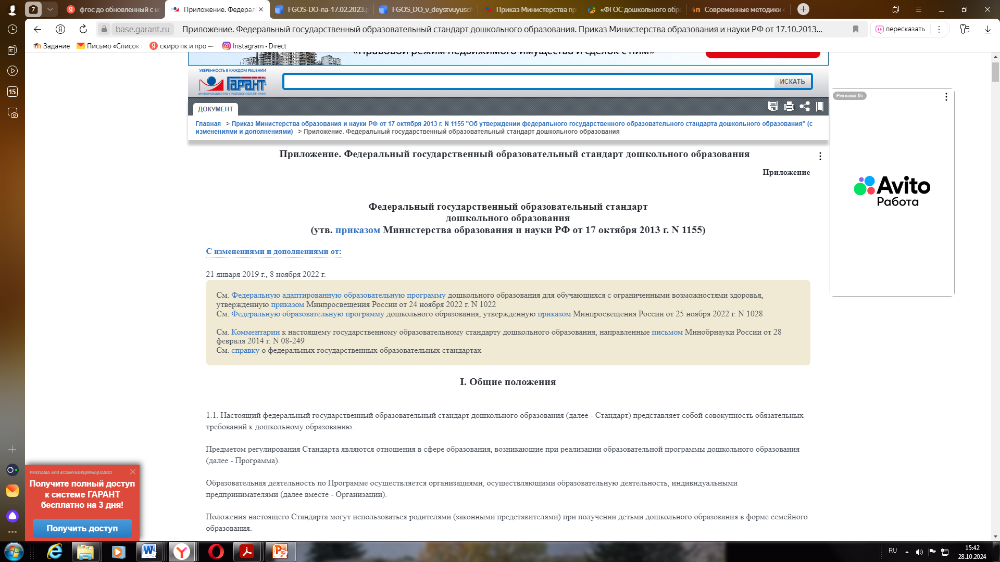 7
фгос до обновленный с и
Приложение. Федерал
FGOS-DO-na-17.02.2023.p
FGOS_DO_v_deystvuyusch
Приказ Министерства пр
«ФГОС дошкольного обр
Современные методики с
base.garant.ru
Приложение. Федеральный государственный образовательный стандарт дошкольного образования. Приказ Министерства образования и науки РФ от 17.10.2013...
пересказать
Задание
Письмо «Список г
скиро пк и про —
Instagram • Direct
15
«Правовой режим недвижимого имущества и сделок с ним»
УВЕРЕННОСТЬ В КАЖДОМ РЕШЕНИИ
ГАРАНТ
ИНФОРМАЦИОННО-ПРАВОВОЕ ОБЕСПЕЧЕНИЕ
ИСКАТЬ
ДОКУМЕНТ
Главная > Приказ Министерства образования и науки РФ от 17 октября 2013 г. N 1155 "Об утверждении федерального государственного образовательного стандарта дошкольного образования" (с
изменениями и дополнениями) > Приложение. Федеральный государственный образовательный стандарт дошкольного образования
Приложение. Федеральный государственный образовательный стандарт дошкольного образования
Приложение
Федеральный государственный образовательный стандарт
дошкольного образования
(утв. приказом Министерства образования и науки РФ от 17 октября 2013 г. N 1155)
С изменениями и дополнениями от:
21 января 2019 г., 8 ноября 2022 г.
См. Федеральную адаптированную образовательную программу дошкольного образования для обучающихся с ограниченными возможностями здоровья,
утвержденную приказом Минпросвещения России от 24 ноября 2022 г. N 1022
См. Федеральную образовательную программу дошкольного образования, утвержденную приказом Минпросвещения России от 25 ноября 2022 г. N 1028
См. Комментарии к настоящему государственному образовательному стандарту дошкольного образования, направленные письмом Минобрнауки России от 28
февраля 2014 г. N 08-249
См. справку о федеральных государственных образовательных стандартах
I. Общие положения
1.1. Настоящий федеральный государственный образовательный стандарт дошкольного образования (далее - Стандарт) представляет собой совокупность обязательных
требований к дошкольному образованию.
Предметом регулирования Стандарта являются отношения в сфере образования, возникающие при реализации образовательной программы дошкольного образования
(далее - Программа).
Образовательная деятельность по Программе осуществляется организациями, осуществляющими образовательную деятельность, индивидуальными
предпринимателями (далее вместе - Организации).
Положения настоящего Стандарта могут использоваться родителями (законными представителями) при получении детьми дошкольного образования в форме семейного
образования.
Реклама 0+
Avito
Работа
РЕКЛАМА erid 4CQwVszH9pWwojUA9Q3
Получите полный доступ
к системе ГАРАНТ
бесплатно на 3 дня!
Получить доступ
RU
15:42
28.10.2024